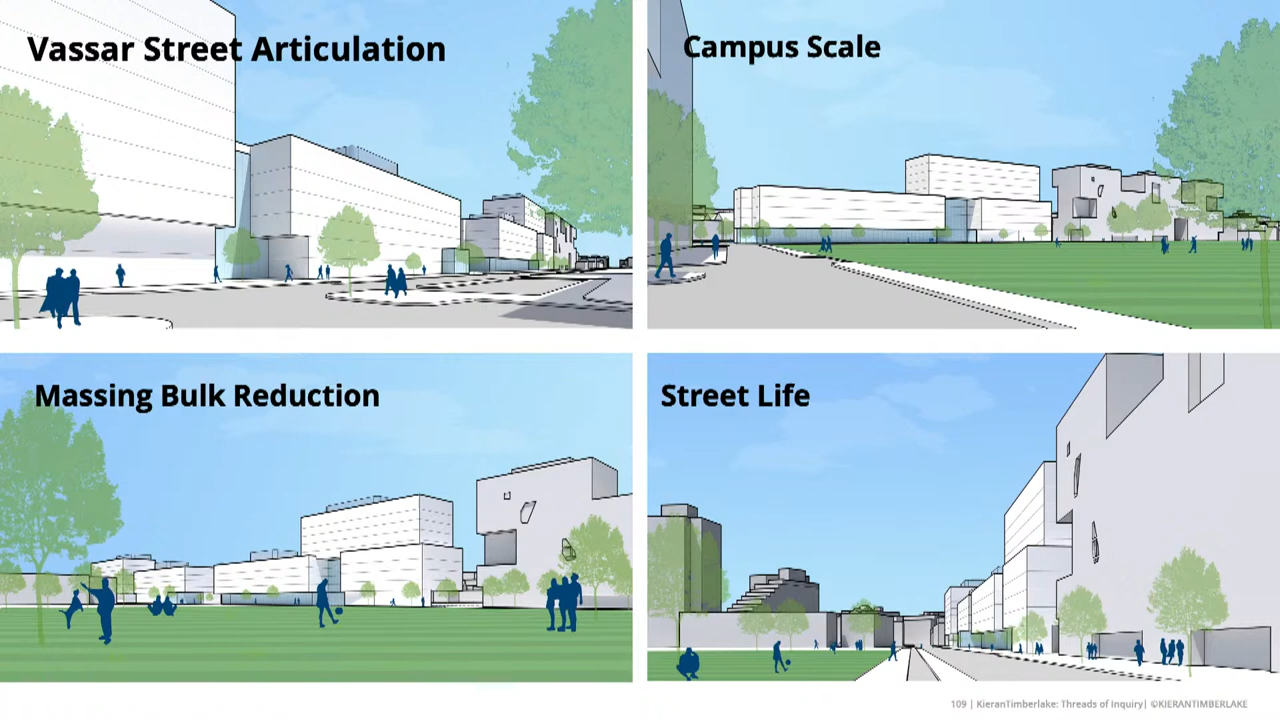 Vassar Street Articulation
Campus Scale
Massing Bulk Reduction
Street Life
109 | KieranTimberlake: Threads of Inquiry| ©KIERANTIMBERLAKE